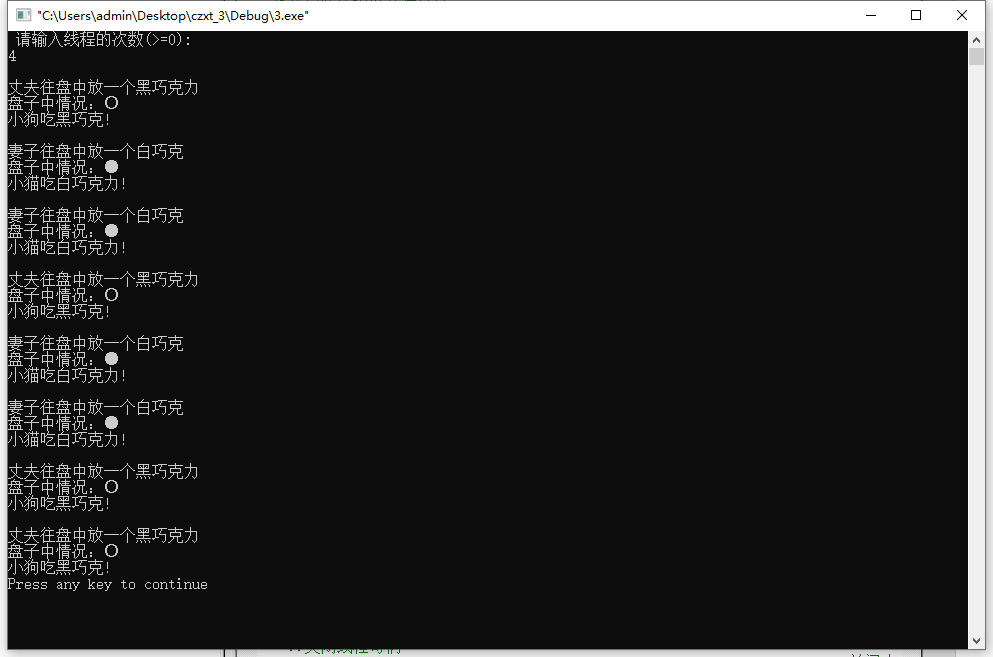 "C:\Users\admin\Desktop\czxt_3\Debug\3.exe"
请输入线程的次数(>=0):
4
丈夫往盘中放一个黑巧克力
盘子中情况：○
小狗吃黑巧克!
妻子往盘中放一个白巧克
盘子中情况：●
小猫吃白巧克力!
妻子往盘中放一个白巧克
盘子中情况：●
小猫吃白巧克力!
丈夫往盘中放一个黑巧克力
盘子中情况：○
小狗吃黑巧克!
妻子往盘中放一个白巧克
盘子中情况：●
小猫吃白巧克力!
妻子往盘中放一个白巧克
盘子中情况：●
小猫吃白巧克力!
丈夫往盘中放一个黑巧克力
盘子中情况：○
小狗吃黑巧克!
丈夫往盘中放一个黑巧克力
盘子中情况：○
小狗吃黑巧克!
Press any key to continue